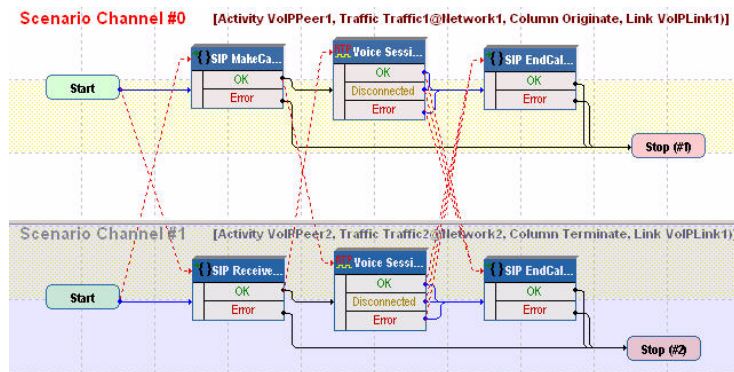 Scenario Channel #0 [Activity VoIPPeer1, Traffic Traffic1@Network1, Column Originate, Link VoIPLink1)]
{}SIP MakeCa...
OK
Error
Voice Sessi...
OK
Disconnected
Error
{}SIP EndCal...
OK
Error
Start
Stop (#1)
Scenario Channel #1 [Activity VoIPPeer2, Traffic Traffic2@Network2, Column Terminate, Link VoIPLink1)]
{}SIP Receive...
OK
Error
Voice Sessi...
OK
Disconnected
Error
{}SIP EndCal...
OK
Error
Start
Stop (#2)